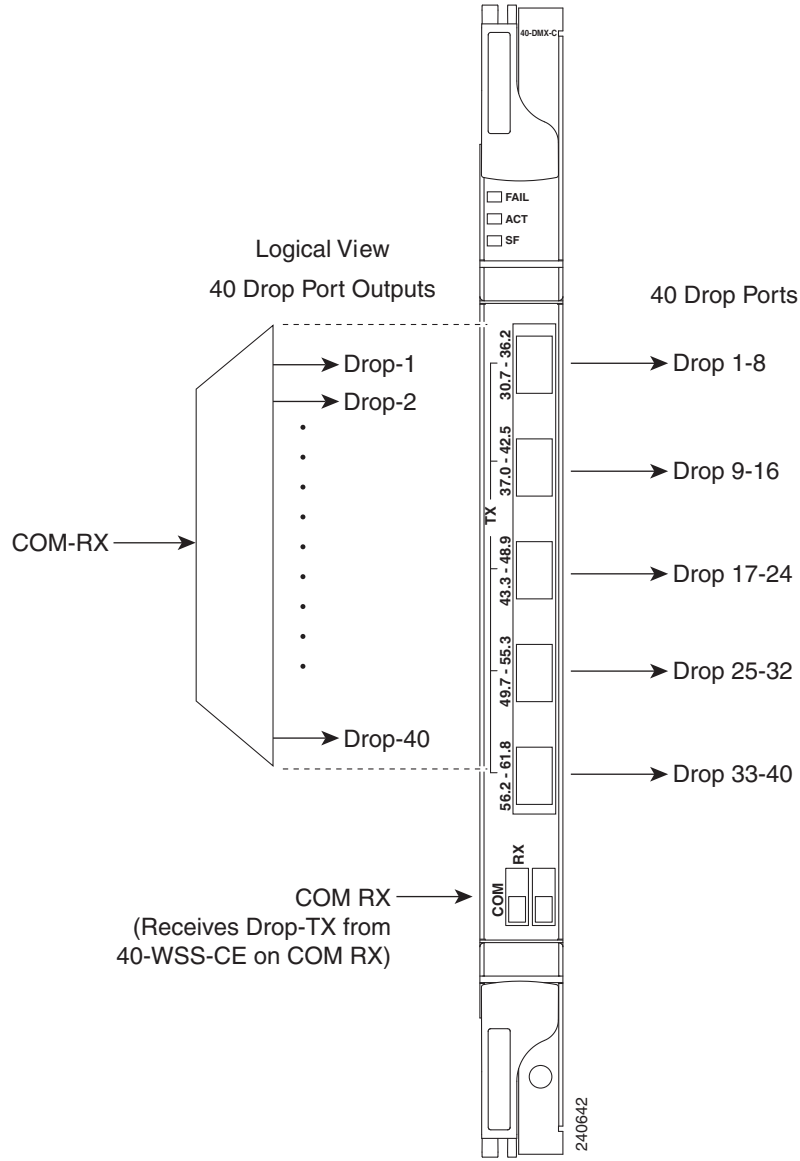 40-DMX-C
FAIL
ACT
SF
Logical View
40 Drop Port Outputs
40 Drop Ports
Drop-1
Drop-2
Drop-40
COM-RX
TX
30.7 - 36.2
37.0 - 42.5
43.3 - 48.9
49.7 - 55.3
56.2 - 61.8
Drop 1-8
Drop 9-16
Drop 17-24
Drop 25-32
Drop 33-40
COM RX
(Receives Drop-TX from
40-WSS-CE on COM RX)
COM
RX
240642